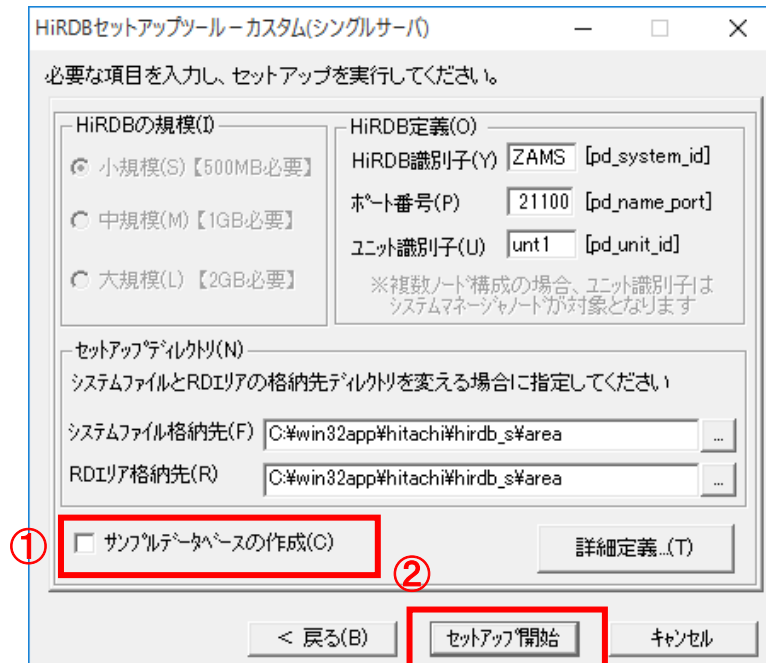 HiRDBセットアップツール－カスタム(シングルサーバ)
必要な項目を入力し、セットアップを実行してください。
HiRDBの規模(I)
小規模(S)【500MB必要】
中規模(M)【1GB必要】
大規模(L)【2GB必要】
HiRDB定義(O)
HiRDB識別子(Y) ZAMS [pd_system_id]
ポート番号(P) 21100 [pd_name_port]
ユニット識別子(U) unt1 [pd_unit_id]
※複数ノード構成の場合、ユニット識別子は
システムマネージャノードが対象となります
セットアップディレクトリ(N)
システムファイルとRDエリアの格納先ディレクトリを変える場合に指定してください
システムファイル格納先(F) C:¥win32app¥hitachi¥hirdb_s¥area ...
RDエリア格納先(R) C:¥win32app¥hitachi¥hirdb_s¥area ...
① サンプルデータベースの作成(C)
詳細定義...(T)
②
< 戻る(B) セットアップ開始 キャンセル